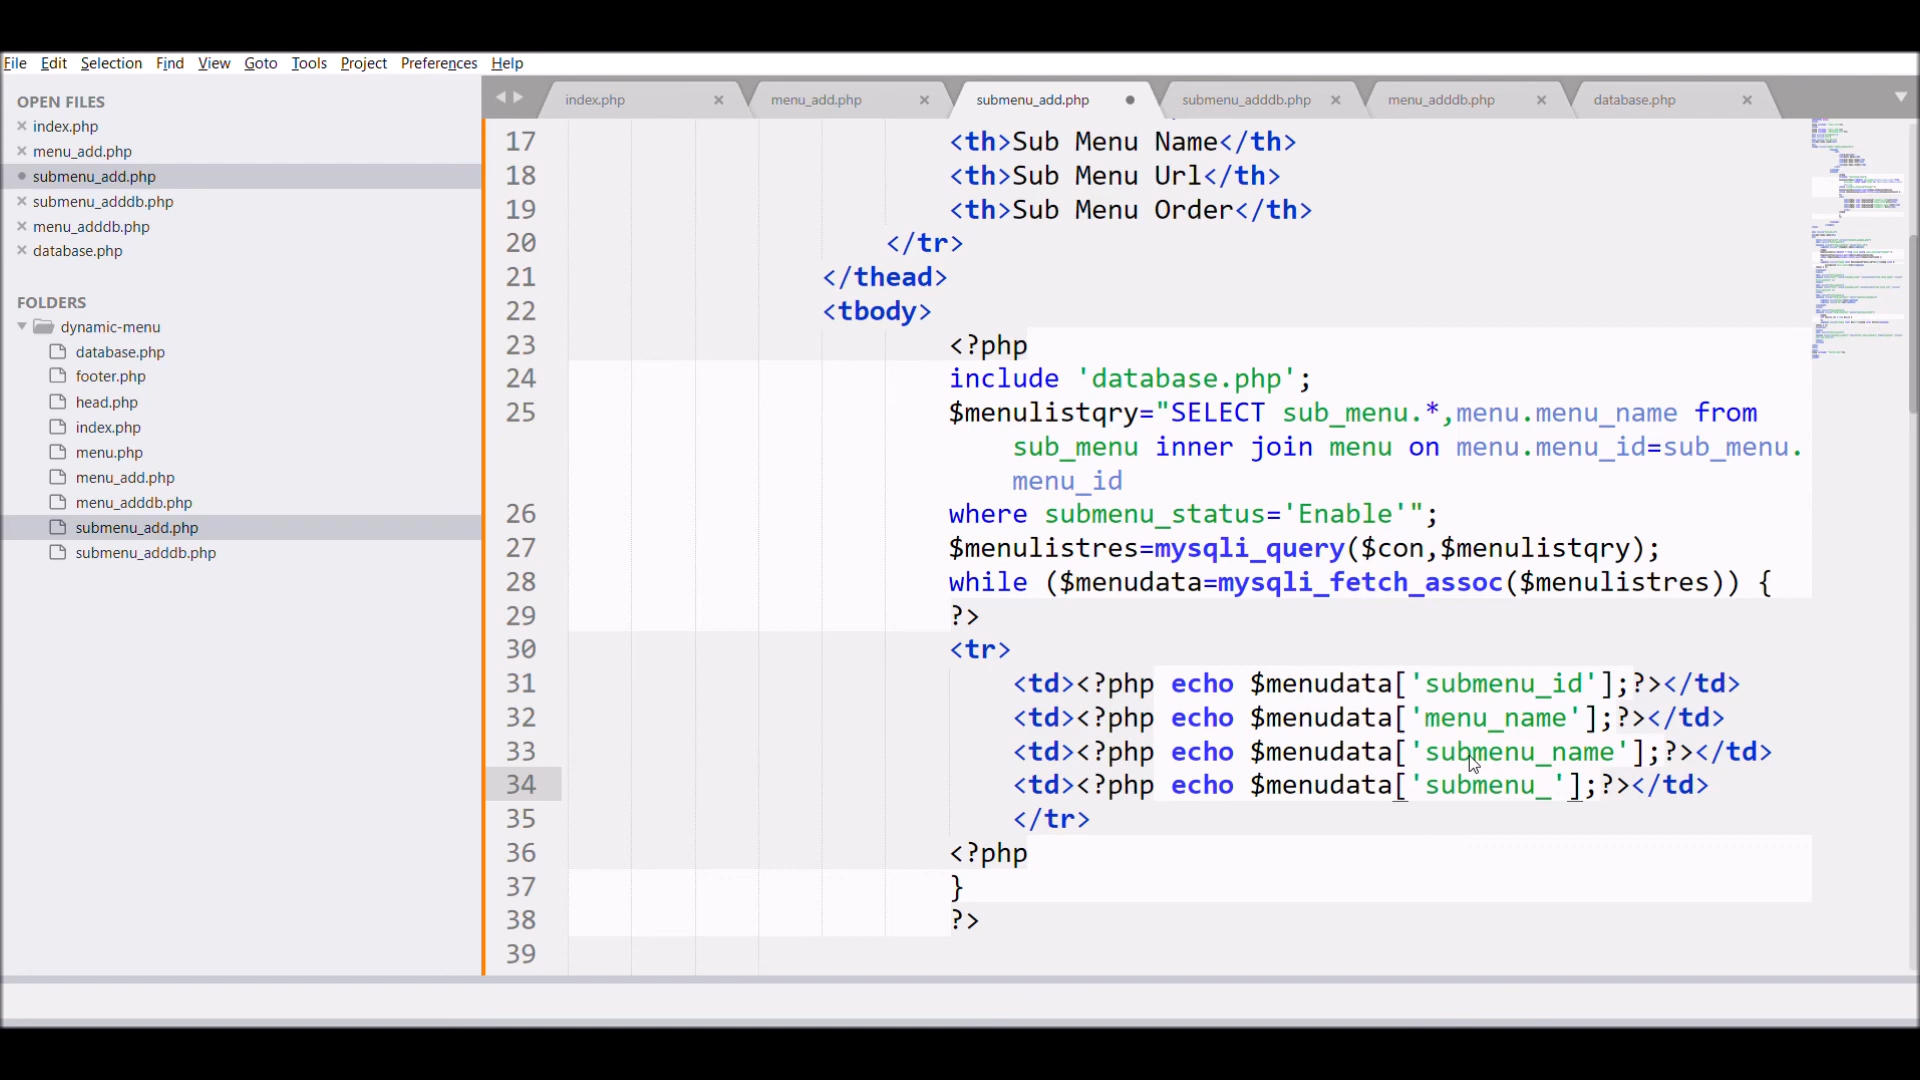 File Edit Selection Find View Goto Tools Project Preferences Help
OPEN FILES
index.php
menu_add.php
submenu_add.php
submenu_adddb.php
menu_adddb.php
database.php
FOLDERS
dynamic-menu
database.php
footer.php
head.php
index.php
menu.php
menu_add.php
menu_adddb.php
submenu_add.php
submenu_adddb.php
index.php menu_add.php submenu_add.php submenu_adddb.php menu_adddb.php database.php
17 <th>Sub Menu Name</th>
18 <th>Sub Menu Url</th>
19 <th>Sub Menu Order</th>
20 </tr>
21 </thead>
22 <tbody>
23 <?php
24 include 'database.php';
25 $menulistqry="SELECT sub_menu.*,menu.menu_name from
sub_menu inner join menu on menu.menu_id=sub_menu.
menu_id
26 where submenu_status='Enable'";
27 $menulistres=mysqli_query($con,$menulistqry);
28 while ($menudata=mysqli_fetch_assoc($menulistres)) {
29 ?>
30 <tr>
31 <td><?php echo $menudata['submenu_id'];?></td>
32 <td><?php echo $menudata['menu_name'];?></td>
33 <td><?php echo $menudata['submenu_name'];?></td>
34 <td><?php echo $menudata['submenu_'];?></td>
35 </tr>
36 <?php
37 }
38 ?>
39